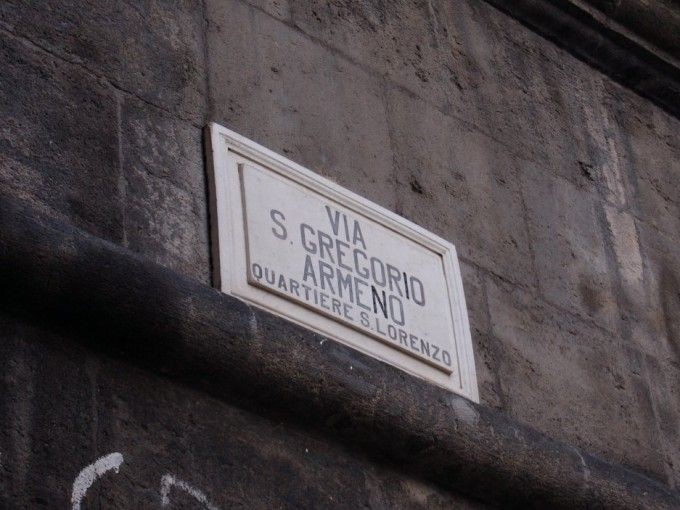 VIA
S. GREGORIO
ARMENO
QUARTIERE S. LORENZO